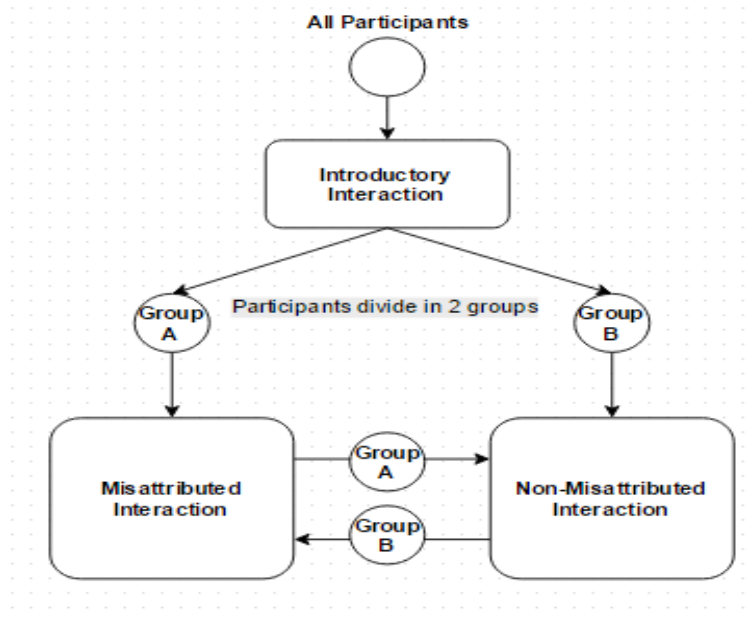 All Participants
Introductory
Interaction
Group
A
Participants divide in 2 groups
Group
B
Misattributed
Interaction
Group
A
Group
B
Non-Misattributed
Interaction